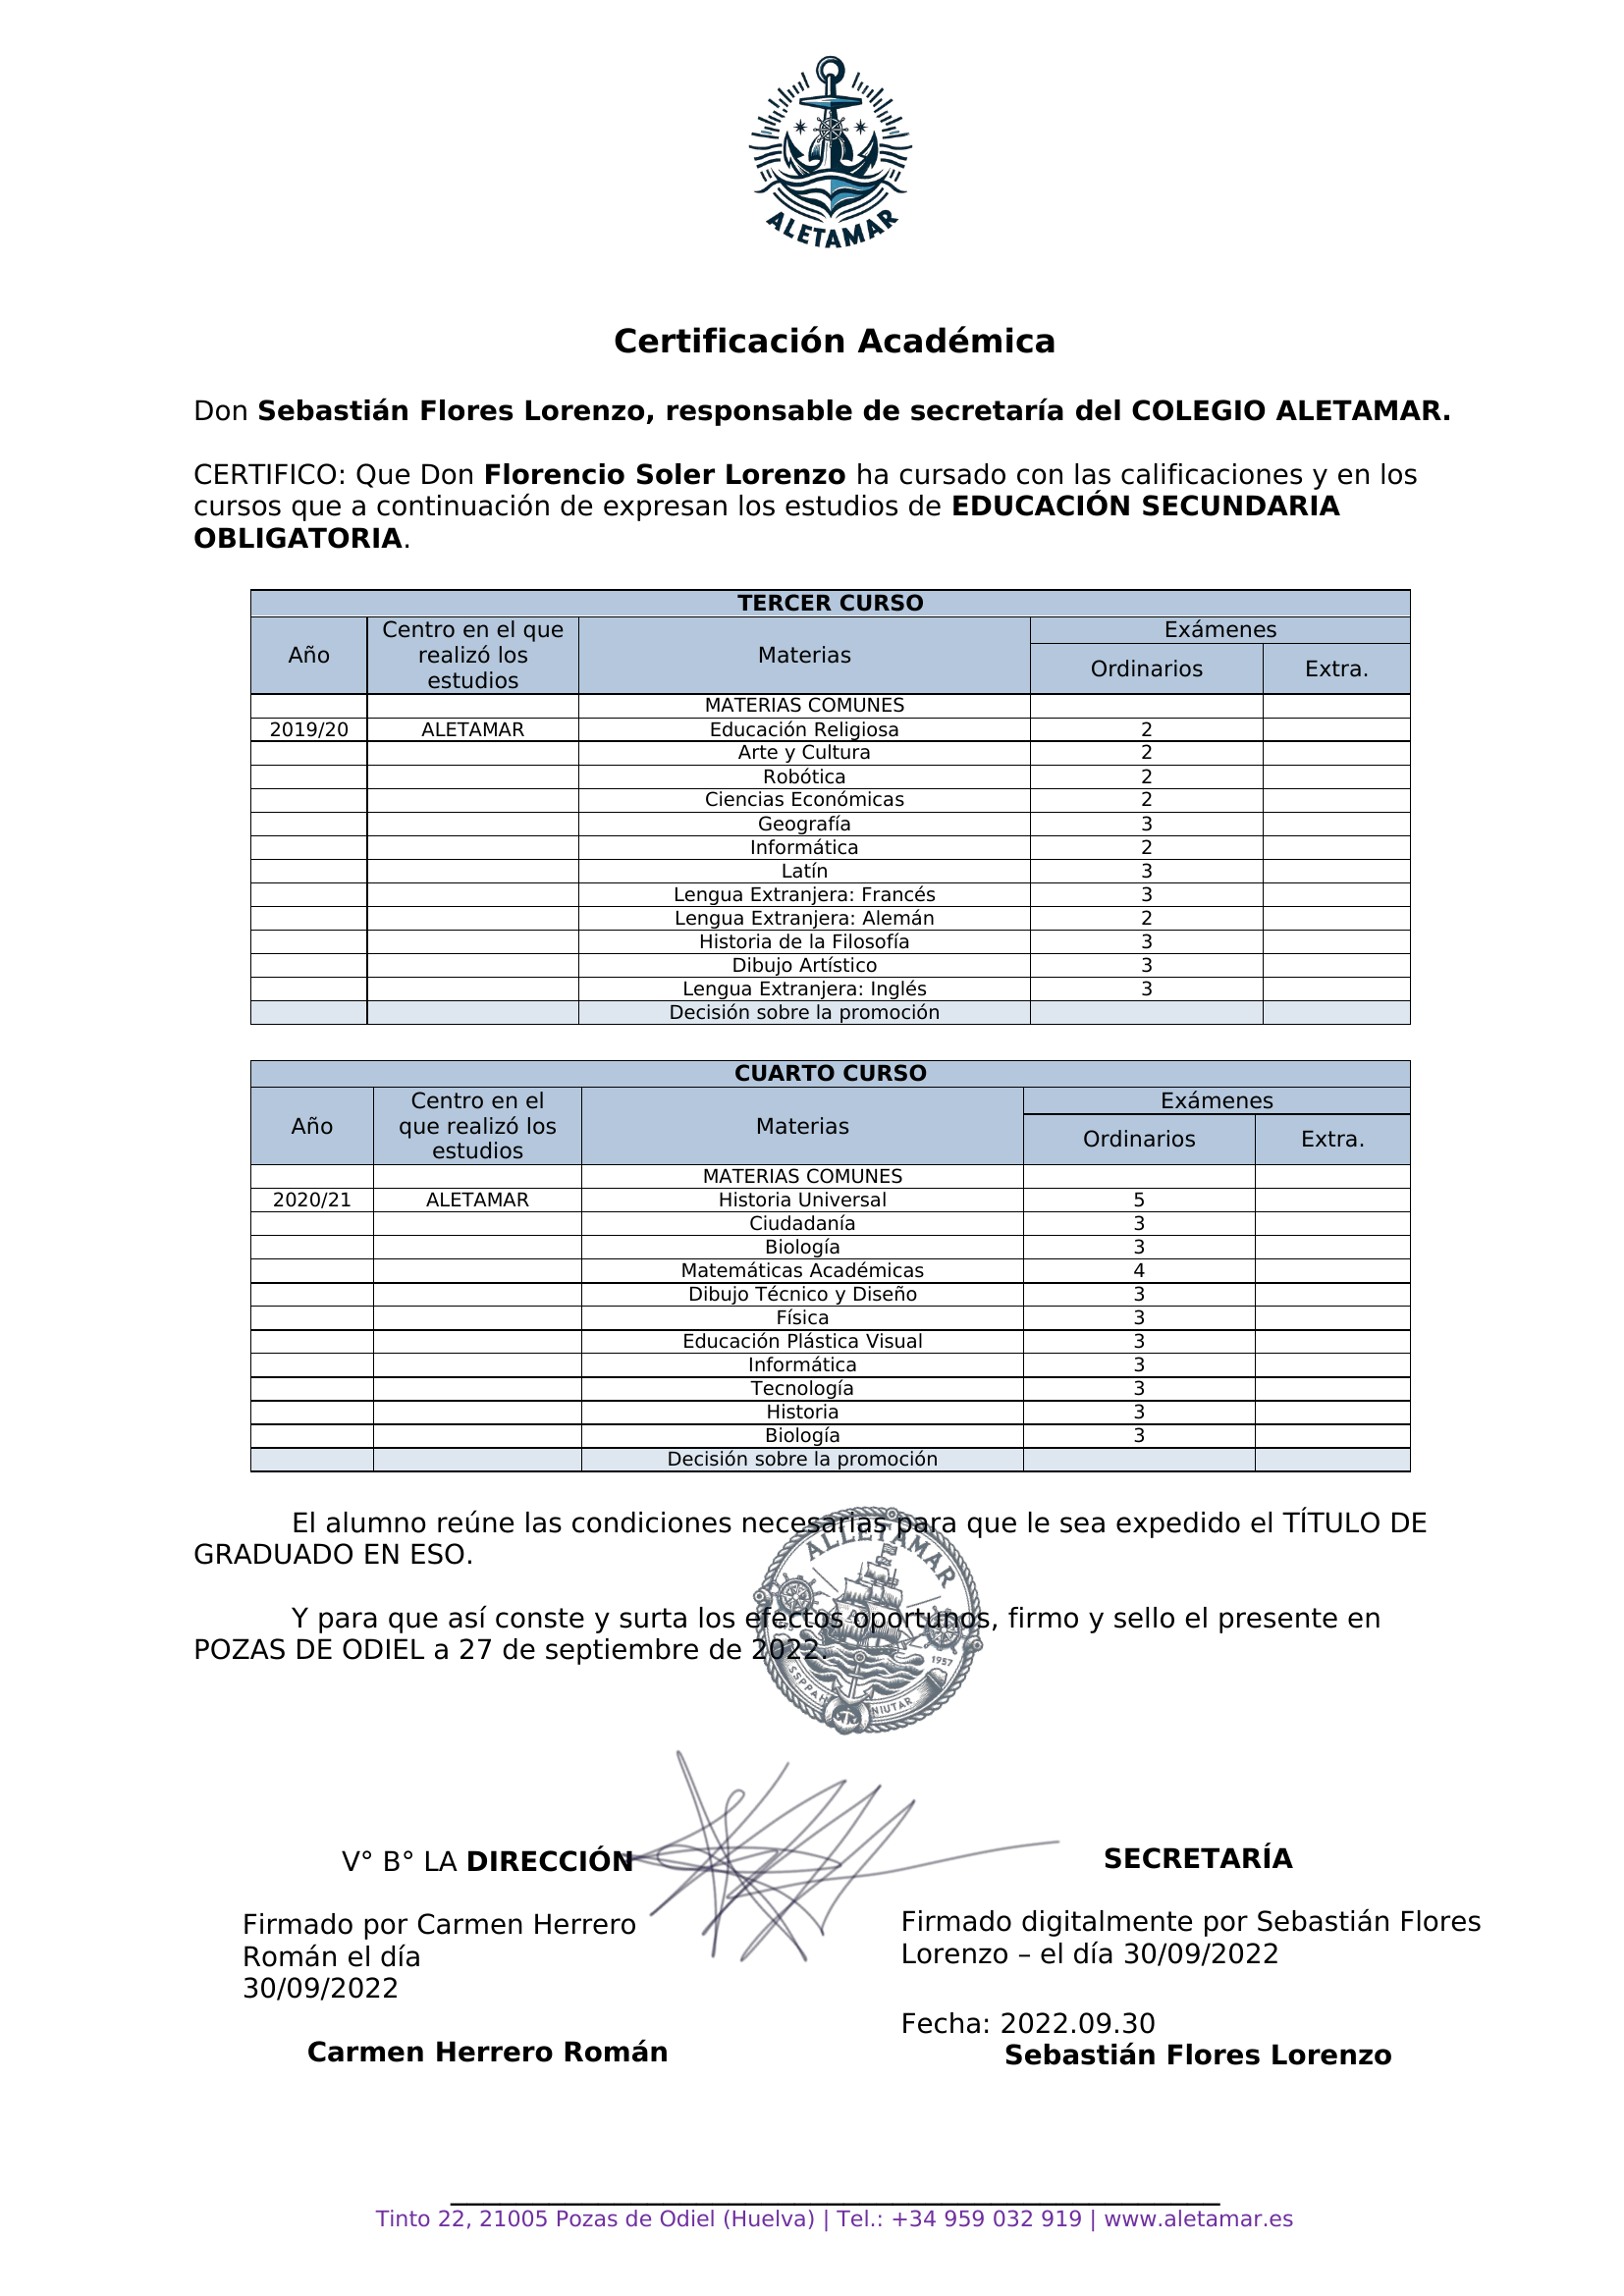 ALETAMAR
Certificación Académica
Don Sebastián Flores Lorenzo, responsable de secretaría del COLEGIO ALETAMAR.
CERTIFICO: Que Don Florencio Soler Lorenzo ha cursado con las calificaciones y en los
cursos que a continuación de expresan los estudios de EDUCACIÓN SECUNDARIA
OBLIGATORIA.
TERCER CURSO
Año Centro en el que realizó los estudios Materias Exámenes
Ordinarios Extra.
MATERIAS COMUNES
2019/20 ALETAMAR Educación Religiosa 2
Arte y Cultura 2
Robótica 2
Ciencias Económicas 2
Geografía 3
Informática 2
Latín 3
Lengua Extranjera: Francés 3
Lengua Extranjera: Alemán 2
Historia de la Filosofía 3
Dibujo Artístico 3
Lengua Extranjera: Inglés 3
Decisión sobre la promoción
CUARTO CURSO
Año Centro en el que realizó los estudios Materias Exámenes
Ordinarios Extra.
MATERIAS COMUNES
2020/21 ALETAMAR Historia Universal 5
Ciudadanía 3
Biología 3
Matemáticas Académicas 4
Dibujo Técnico y Diseño 3
Física 3
Educación Plástica Visual 3
Informática 3
Tecnología 3
Historia 3
Biología 3
Decisión sobre la promoción
El alumno reúne las condiciones necesarias para que le sea expedido el TÍTULO DE
GRADUADO EN ESO.
ALLETAMAR
Y para que así conste y surta los efectos oportunos, firmo y sello el presente en
POZAS DE ODIEL a 27 de septiembre de 2022.
1957
SSPPAH
NIUTAR
V° B° LA DIRECCIÓN
Firmado por Carmen Herrero
Román el día
30/09/2022
Carmen Herrero Román
SECRETARÍA
Firmado digitalmente por Sebastián Flores
Lorenzo – el día 30/09/2022
Fecha: 2022.09.30
Sebastián Flores Lorenzo
Tinto 22, 21005 Pozas de Odiel (Huelva) | Tel.: +34 959 032 919 | www.aletamar.es